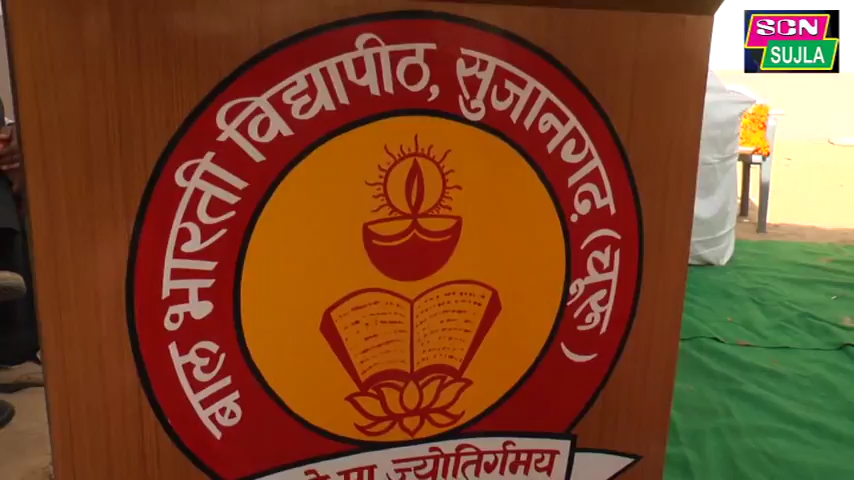 SCN
SUJLA
बाल भारती विद्यापीठ, सुजानगढ़ (चूरू)
मा ज्योतिर्गमय